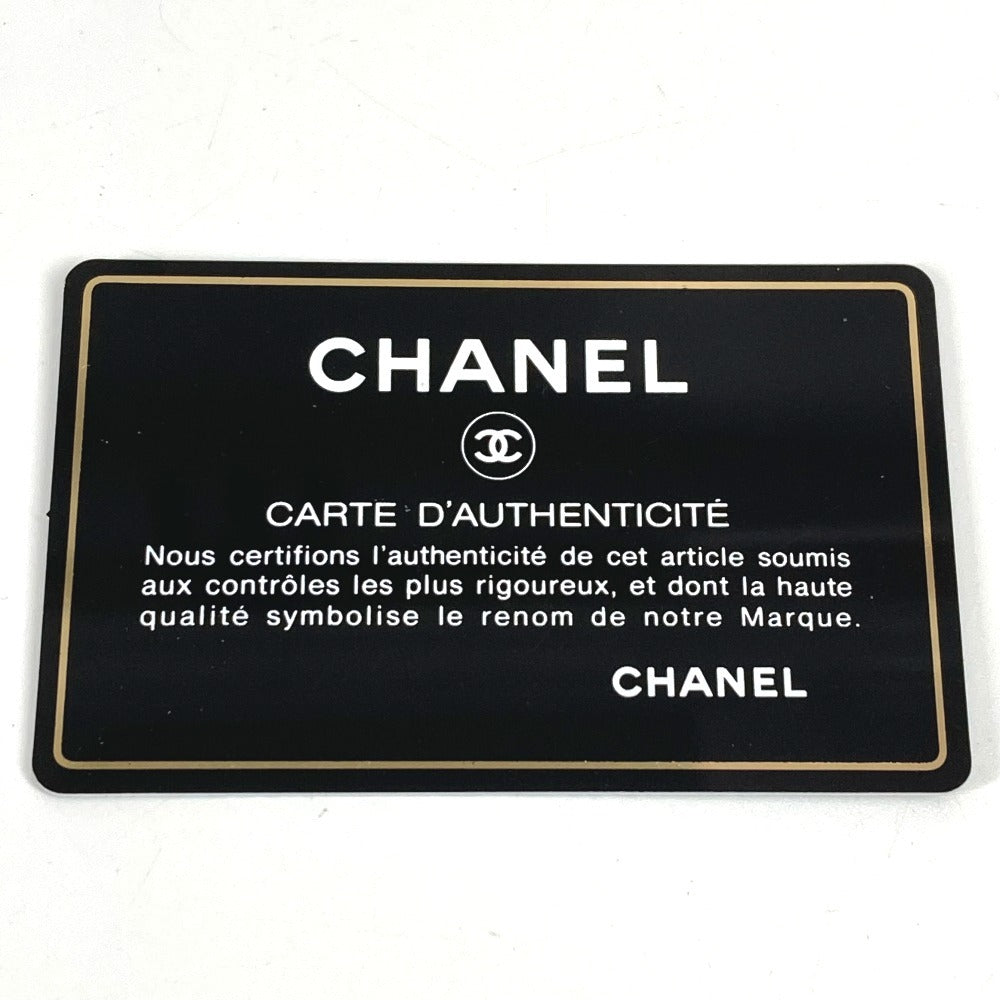 CHANEL
CARTE D'AUTHENTICITÉ
Nous certifions l'authenticité de cet article soumis
aux contrôles les plus rigoureux, et dont la haute
qualité symbolise le renom de notre Marque.
CHANEL